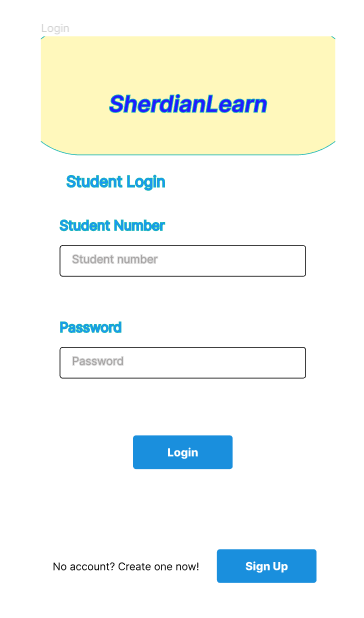 Login
SherdianLearn
Student Login
Student Number
Student number
Password
Password
Login
No account? Create one now!
Sign Up